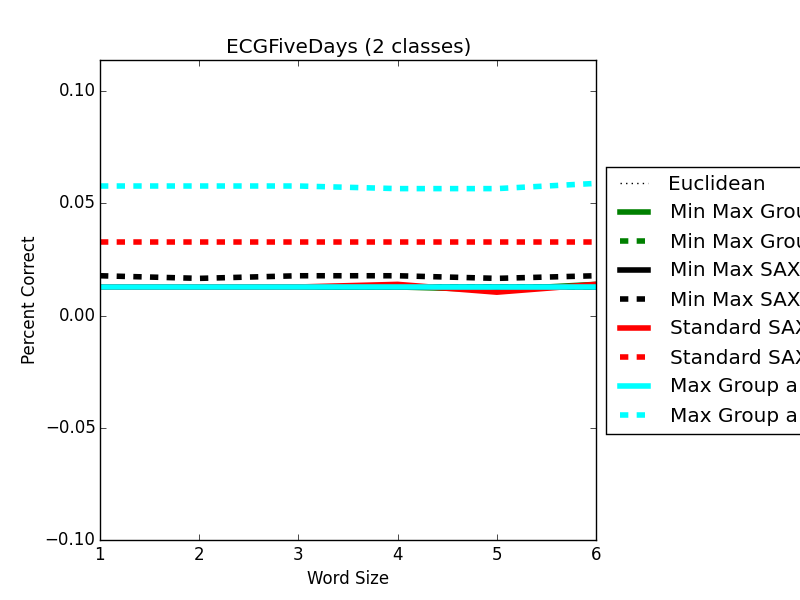 ECGFiveDays (2 classes)
0.10
0.05
0.00
−0.05
−0.10
Percent Correct
1 2 3 4 5 6
Word Size
Euclidean
Min Max Grou
Min Max Grou
Min Max SAX
Min Max SAX
Standard SAX
Standard SAX
Max Group a
Max Group a